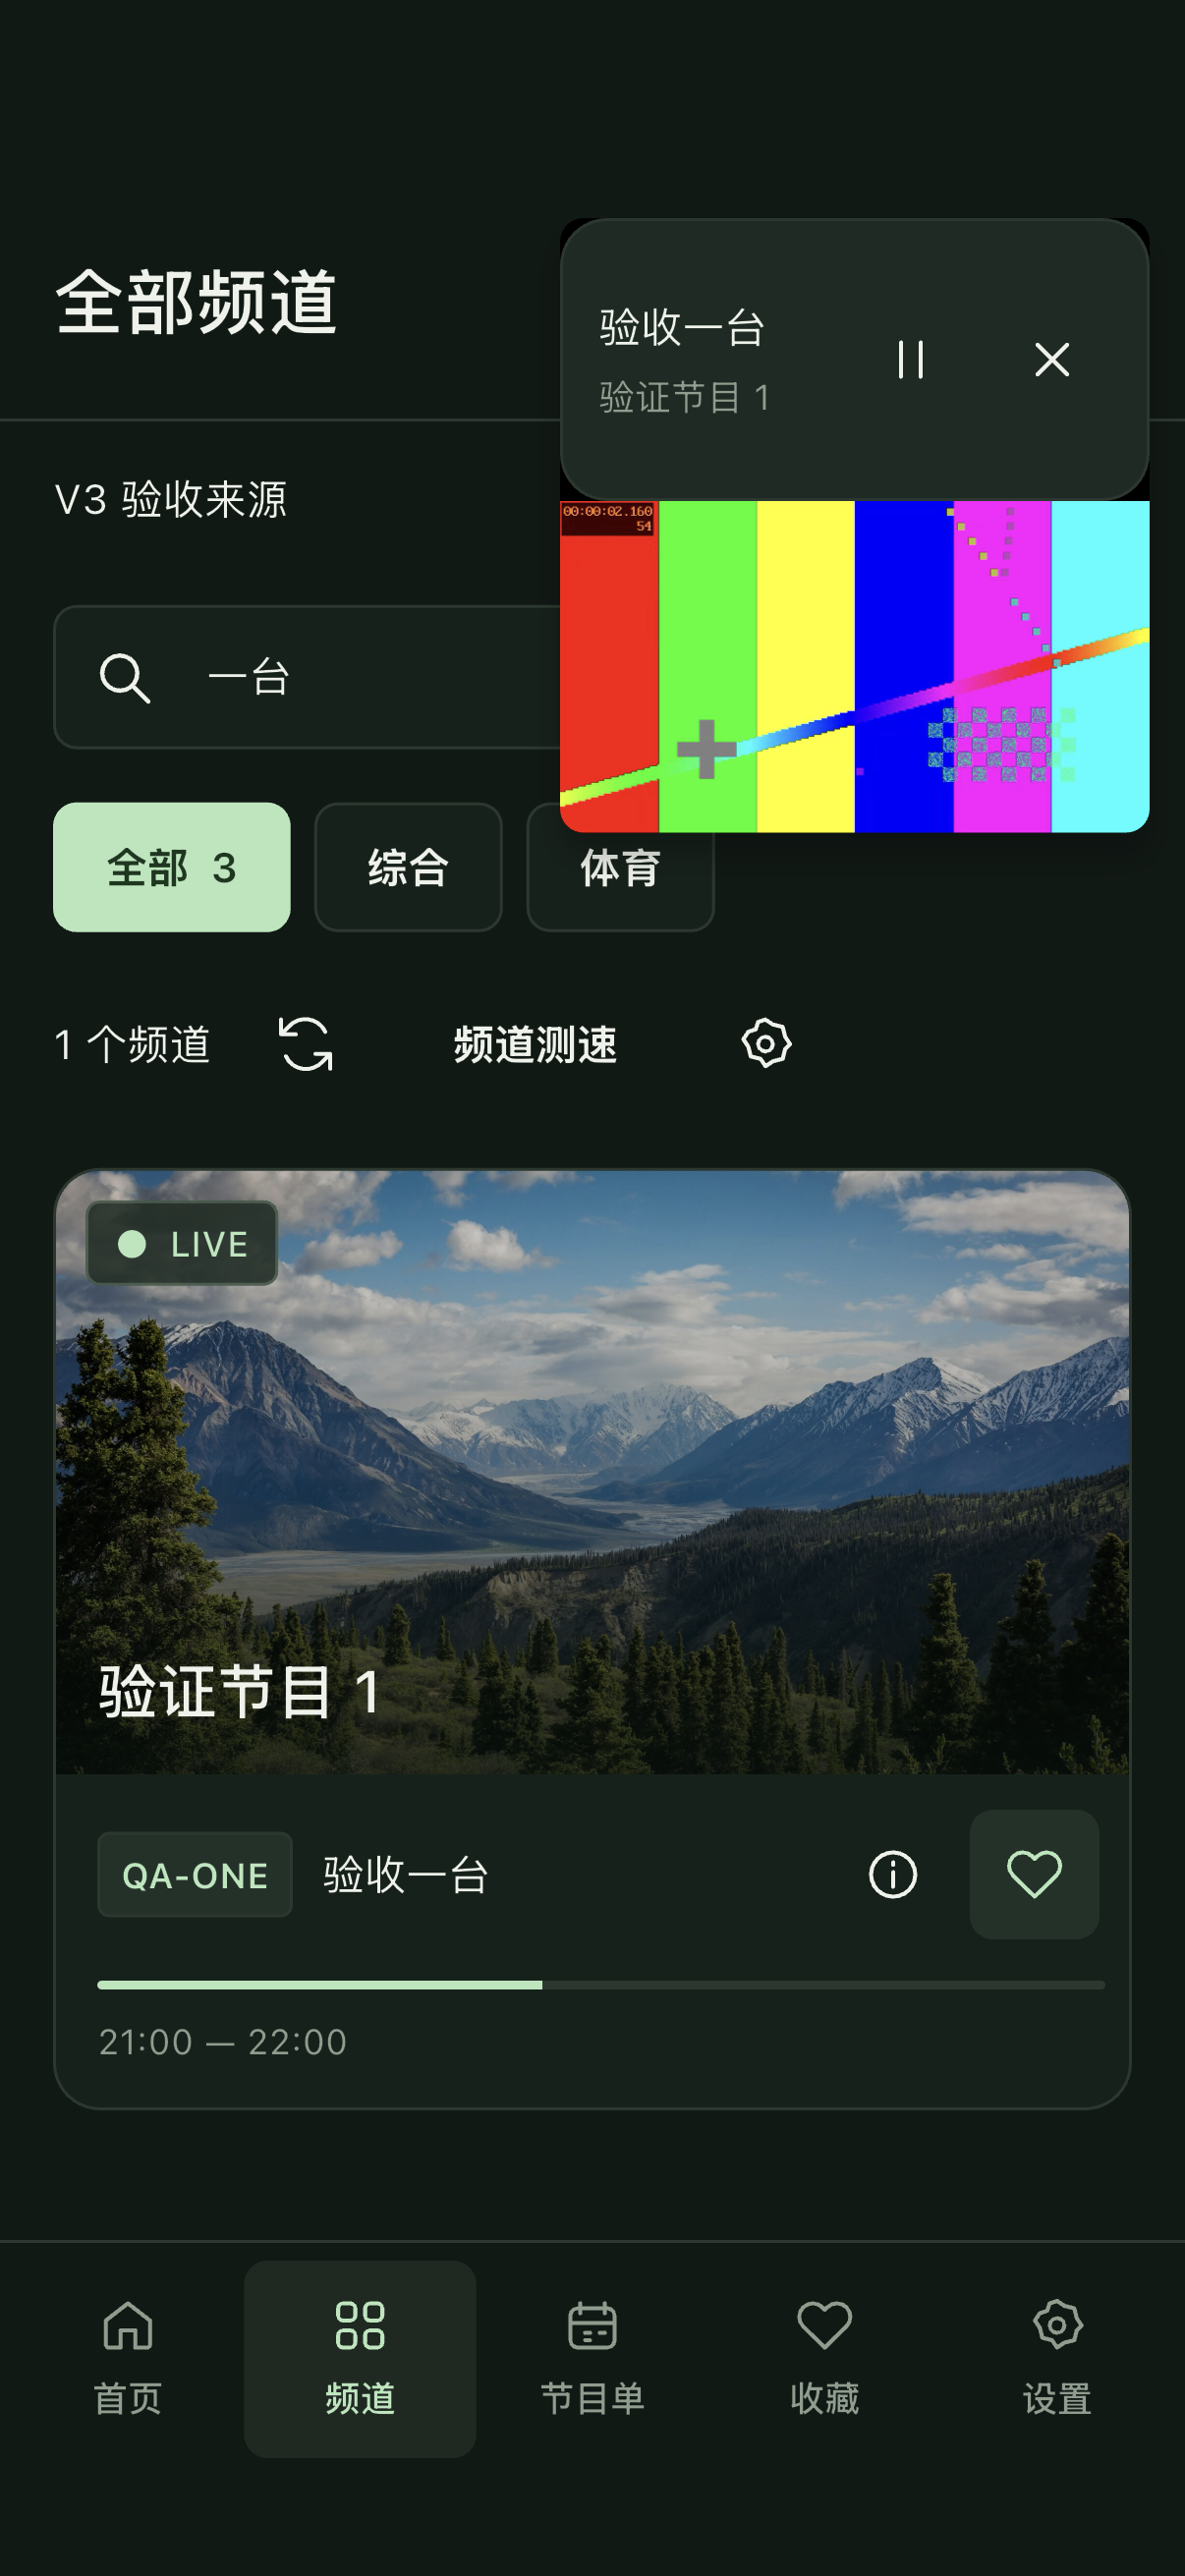 全部频道
验收一台
验证节目 1
V3 验收来源
00:00:02.160
54
一台
全部 3
综合
体育
1 个频道
频道测速
LIVE
验证节目 1
QA-ONE
验收一台
21:00 — 22:00
首页
频道
节目单
收藏
设置